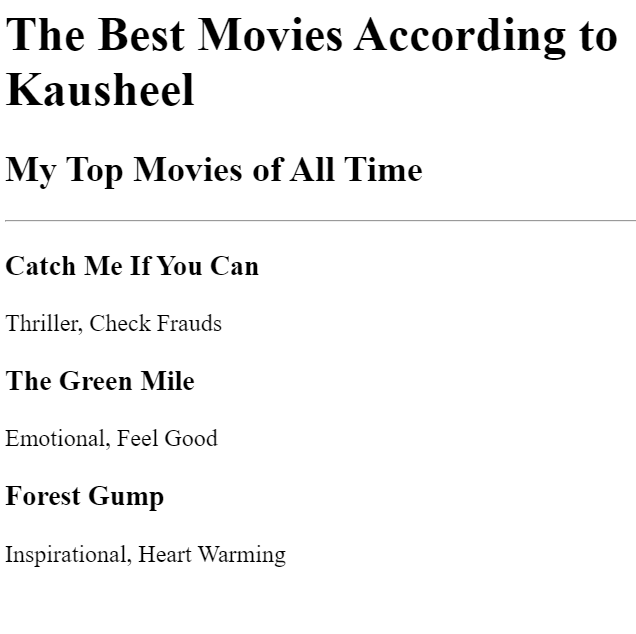 The Best Movies According to
Kausheel
My Top Movies of All Time
Catch Me If You Can
Thriller, Check Frauds
The Green Mile
Emotional, Feel Good
Forest Gump
Inspirational, Heart Warming